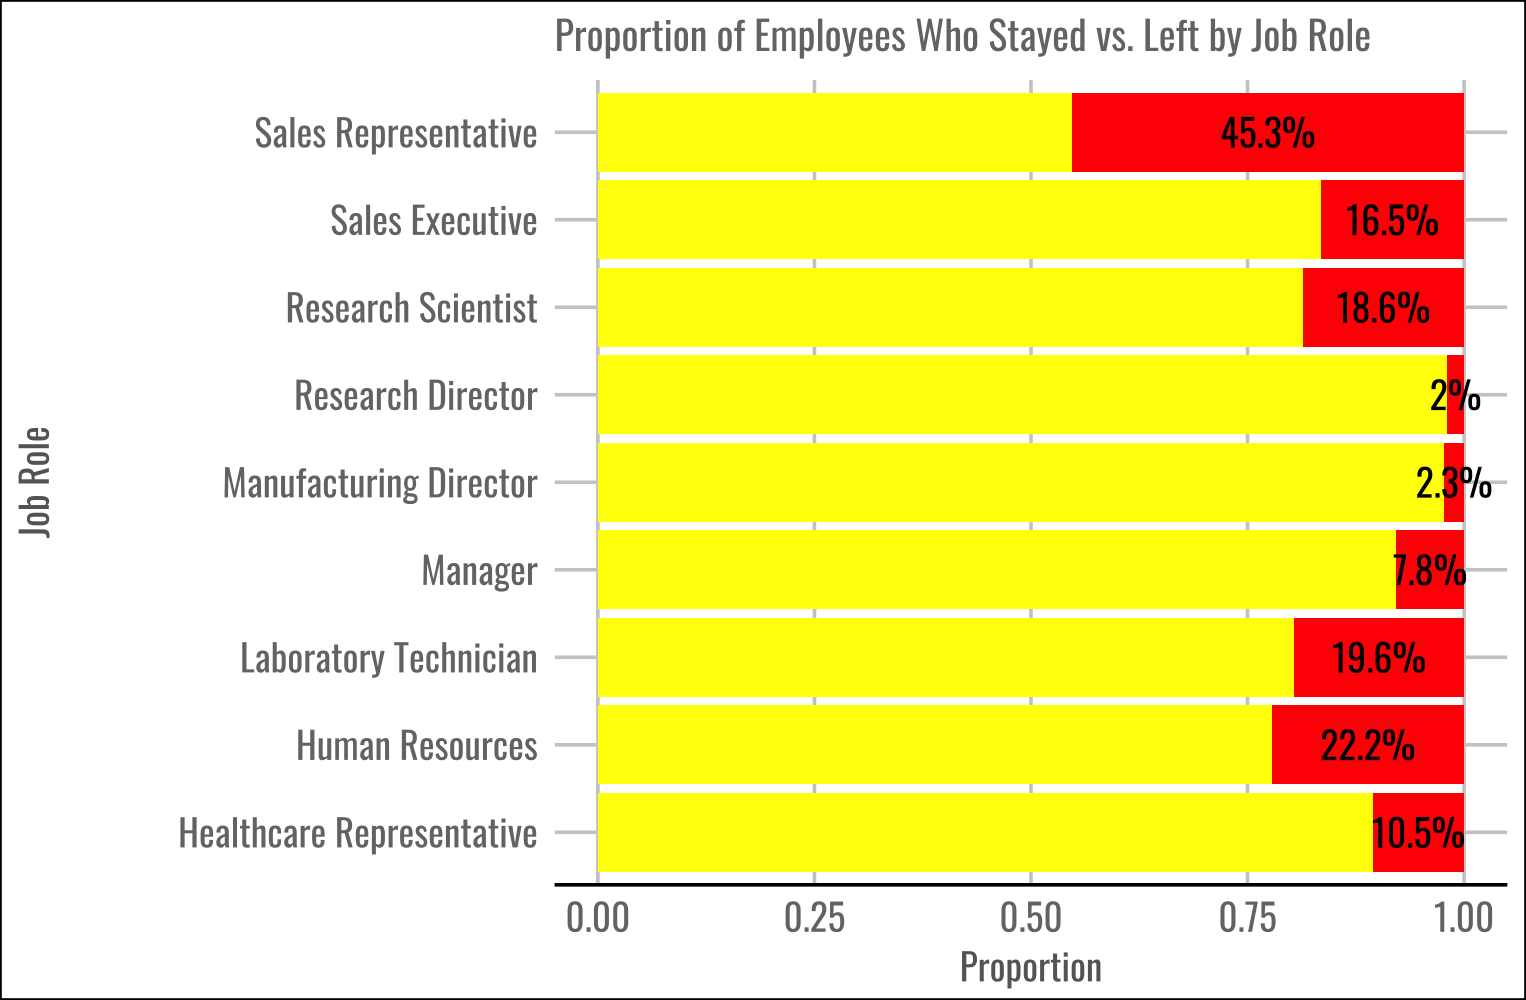 Proportion of Employees Who Stayed vs. Left by Job Role
Job Role
Sales Representative 45.3%
Sales Executive 16.5%
Research Scientist 18.6%
Research Director 2%
Manufacturing Director 2.3%
Manager 7.8%
Laboratory Technician 19.6%
Human Resources 22.2%
Healthcare Representative 10.5%
0.00 0.25 0.50 0.75 1.00
Proportion